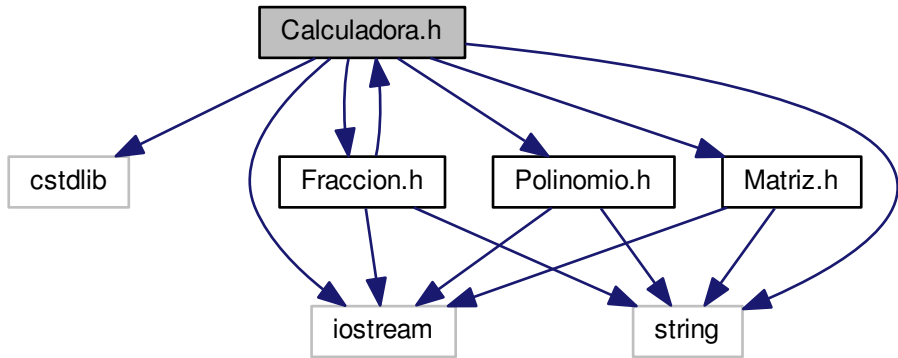 Calculadora.h
cstdlib
Fraccion.h
Polinomio.h
Matriz.h
iostream
string